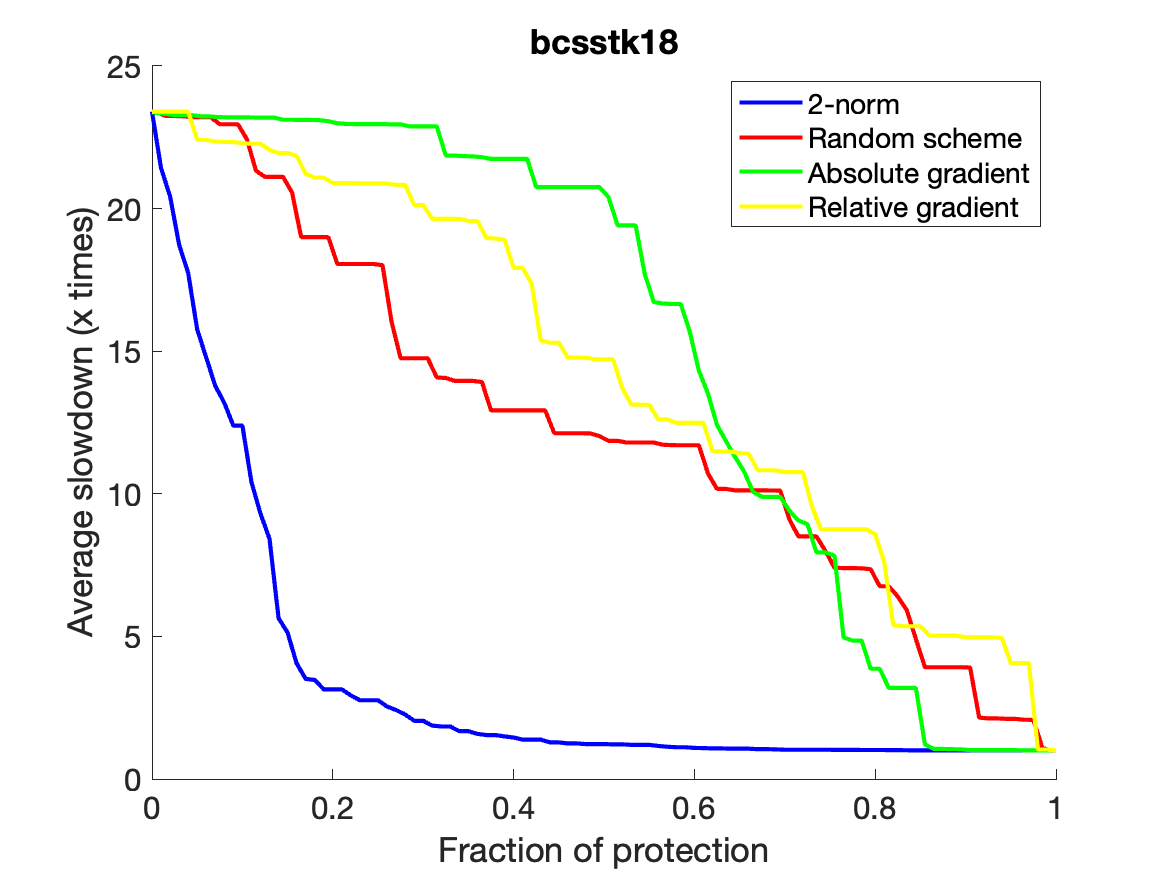 bcsstk18
25
20
15
10
5
0
Average slowdown (x times)
2-norm
Random scheme
Absolute gradient
Relative gradient
0 0.2 0.4 0.6 0.8 1
Fraction of protection